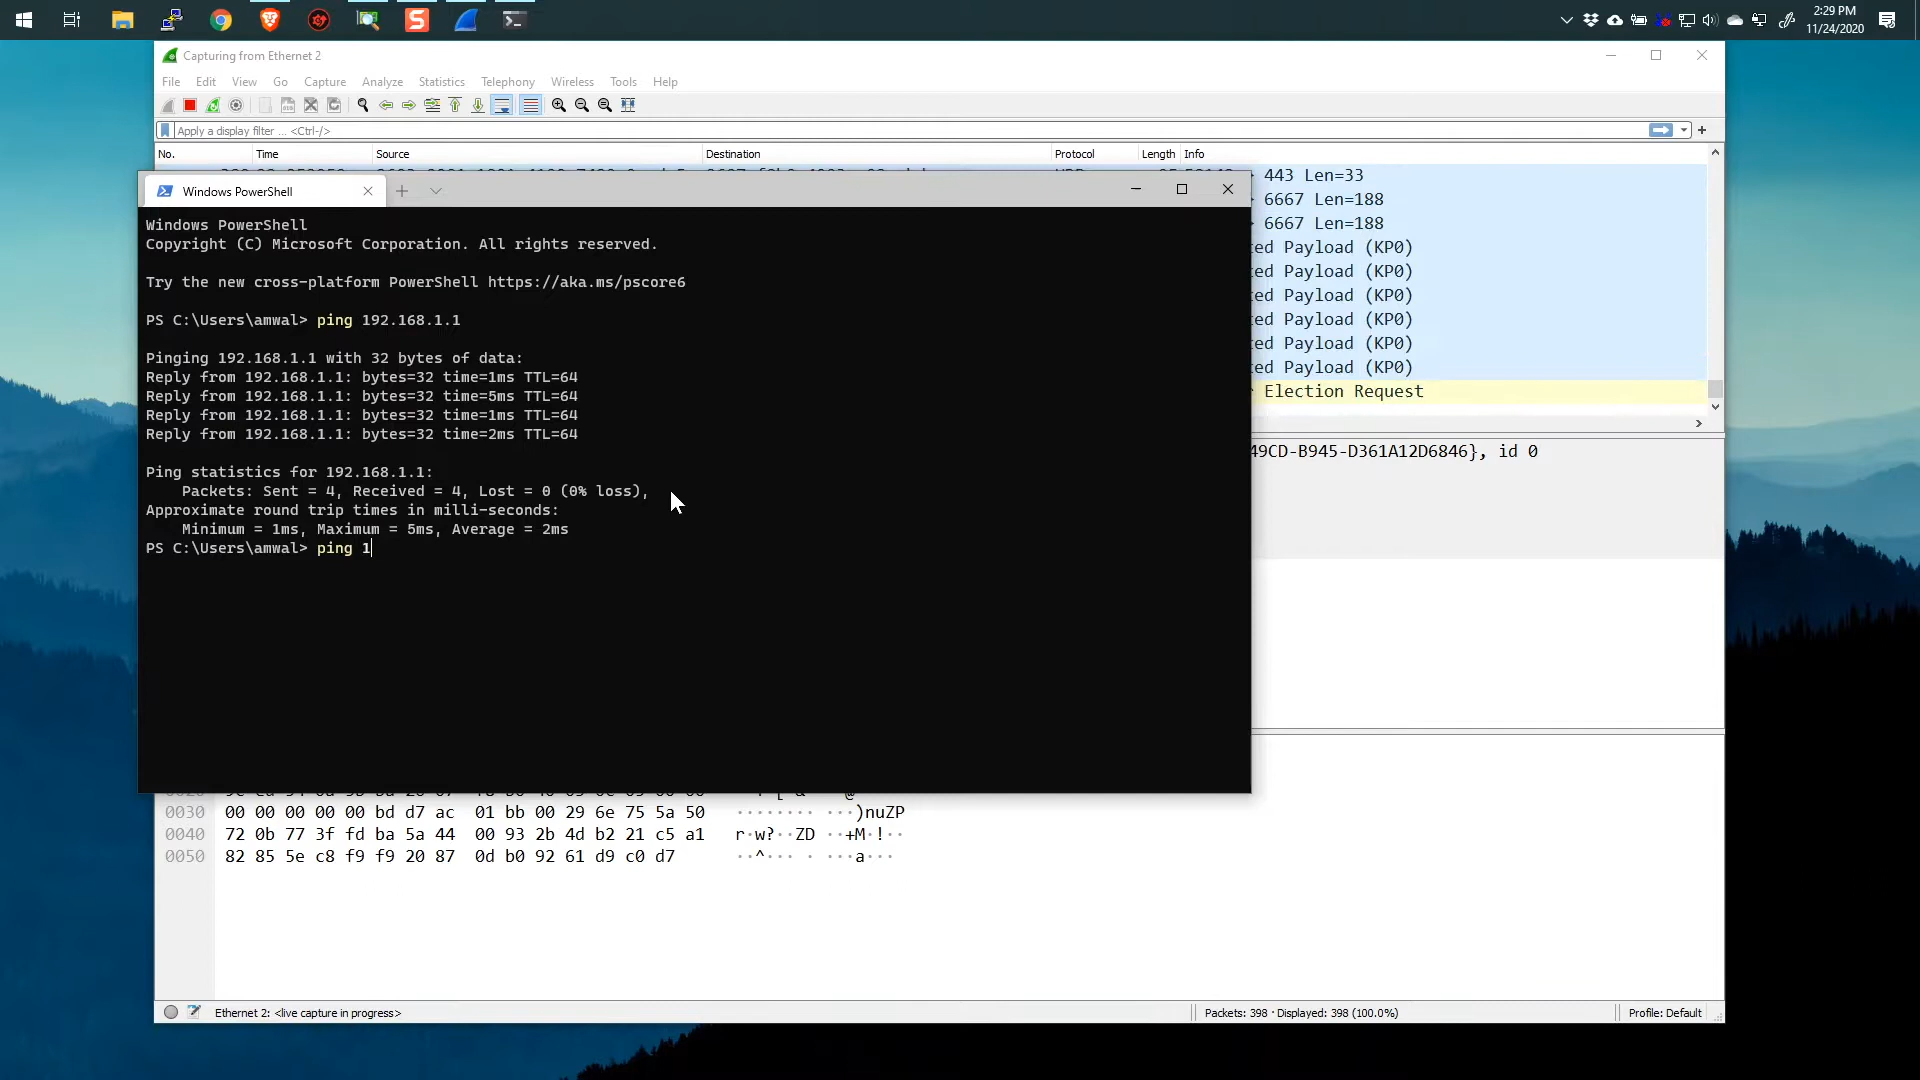 2:29 PM
11/24/2020
Capturing from Ethernet 2
File Edit View Go Capture Analyze Statistics Telephony Wireless Tools Help
Apply a display filter ... <Ctrl-/>
No. Time Source Destination Protocol Length Info
443 Len=33
6667 Len=188
6667 Len=188
ted Payload (KP0)
ted Payload (KP0)
ted Payload (KP0)
ted Payload (KP0)
ted Payload (KP0)
ted Payload (KP0)
Election Request
49CD-B945-D361A12D6846}, id 0
Windows PowerShell
Windows PowerShell
Copyright (C) Microsoft Corporation. All rights reserved.
Try the new cross-platform PowerShell https://aka.ms/pscore6
PS C:\Users\amwal> ping 192.168.1.1
Pinging 192.168.1.1 with 32 bytes of data:
Reply from 192.168.1.1: bytes=32 time=1ms TTL=64
Reply from 192.168.1.1: bytes=32 time=5ms TTL=64
Reply from 192.168.1.1: bytes=32 time=1ms TTL=64
Reply from 192.168.1.1: bytes=32 time=2ms TTL=64
Ping statistics for 192.168.1.1:
Packets: Sent = 4, Received = 4, Lost = 0 (0% loss),
Approximate round trip times in milli-seconds:
Minimum = 1ms, Maximum = 5ms, Average = 2ms
PS C:\Users\amwal> ping 1
0030 00 00 00 00 00 bd d7 ac 01 bb 00 29 6e 75 5a 50 ········ ···)nuZP
0040 72 0b 77 3f fd ba 5a 44 00 93 2b 4d b2 21 c5 a1 r·w?··ZD ··+M·!··
0050 82 85 5e c8 f9 f9 20 87 0d b0 92 61 d9 c0 d7 ··^··· · ···a···
Ethernet 2: <live capture in progress>
Packets: 398 · Displayed: 398 (100.0%)
Profile: Default